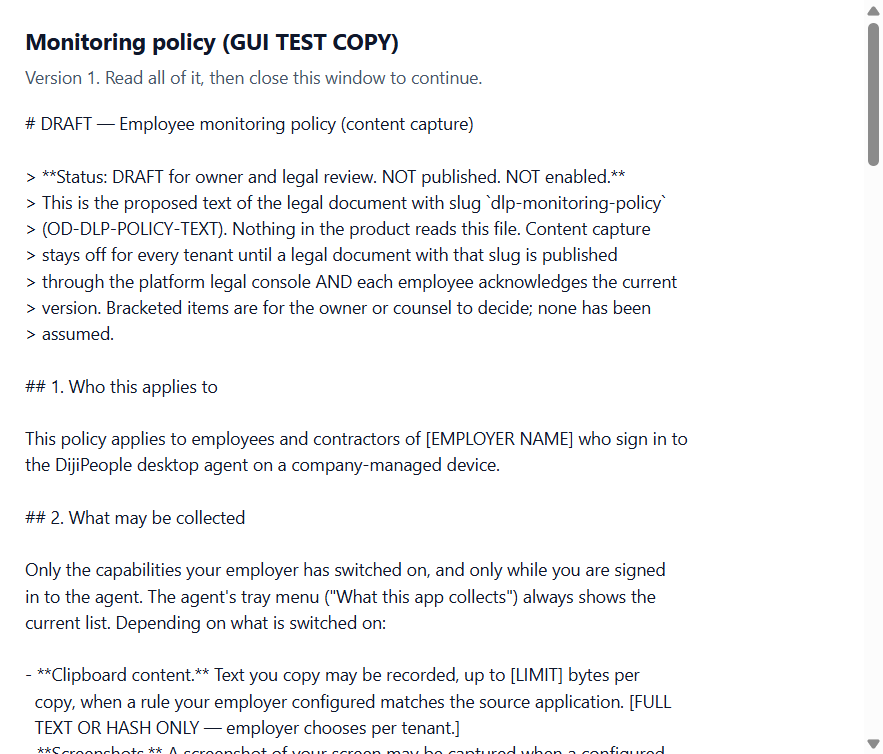 Monitoring policy (GUI TEST COPY)
Version 1. Read all of it, then close this window to continue.
# DRAFT — Employee monitoring policy (content capture)
> **Status: DRAFT for owner and legal review. NOT published. NOT enabled.**
> This is the proposed text of the legal document with slug `dlp-monitoring-policy`
> (OD-DLP-POLICY-TEXT). Nothing in the product reads this file. Content capture
> stays off for every tenant until a legal document with that slug is published
> through the platform legal console AND each employee acknowledges the current
> version. Bracketed items are for the owner or counsel to decide; none has been
> assumed.
## 1. Who this applies to
This policy applies to employees and contractors of [EMPLOYER NAME] who sign in to
the DijiPeople desktop agent on a company-managed device.
## 2. What may be collected
Only the capabilities your employer has switched on, and only while you are signed
in to the agent. The agent's tray menu ("What this app collects") always shows the
current list. Depending on what is switched on:
- **Clipboard content.** Text you copy may be recorded, up to [LIMIT] bytes per
copy, when a rule your employer configured matches the source application. [FULL
TEXT OR HASH ONLY — employer chooses per tenant.]
**Screenshots.** A screenshot of your screen may be captured when a configured